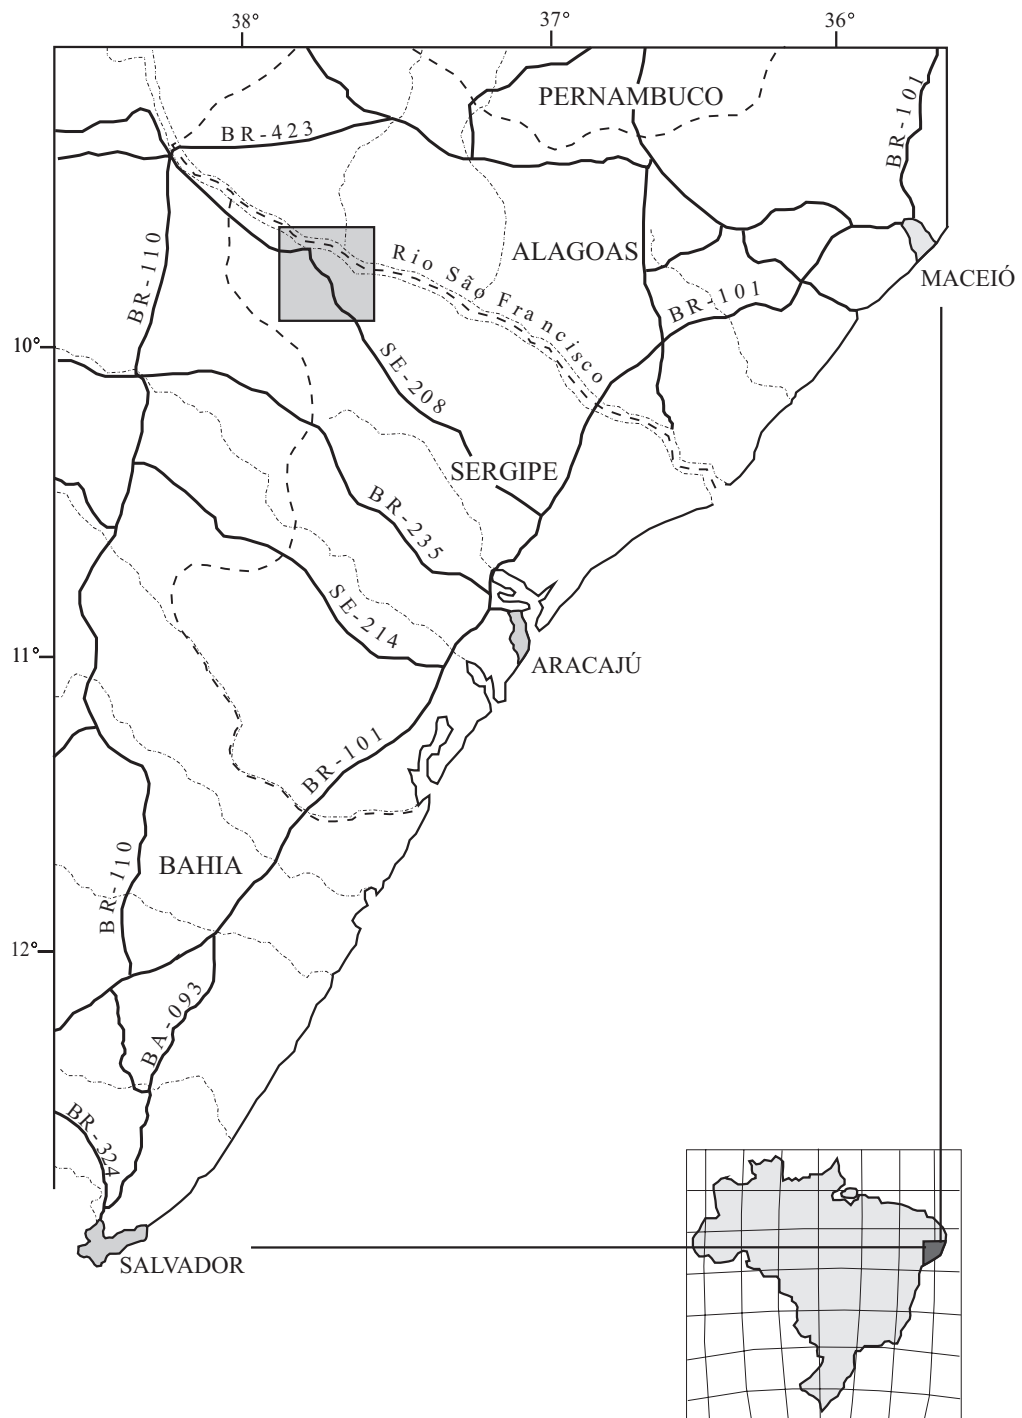 38°
37°
36°
PERNAMBUCO
BR-101
BR-423
ALAGOAS
Rio São Francisco
BR-110
MACEIÓ
BR-101
10°
SE-208
SERGIPE
BR-235
SE-214
11°
ARACAJÚ
BR-101
BAHIA
BR-110
12°
BA-093
BR-324
SALVADOR